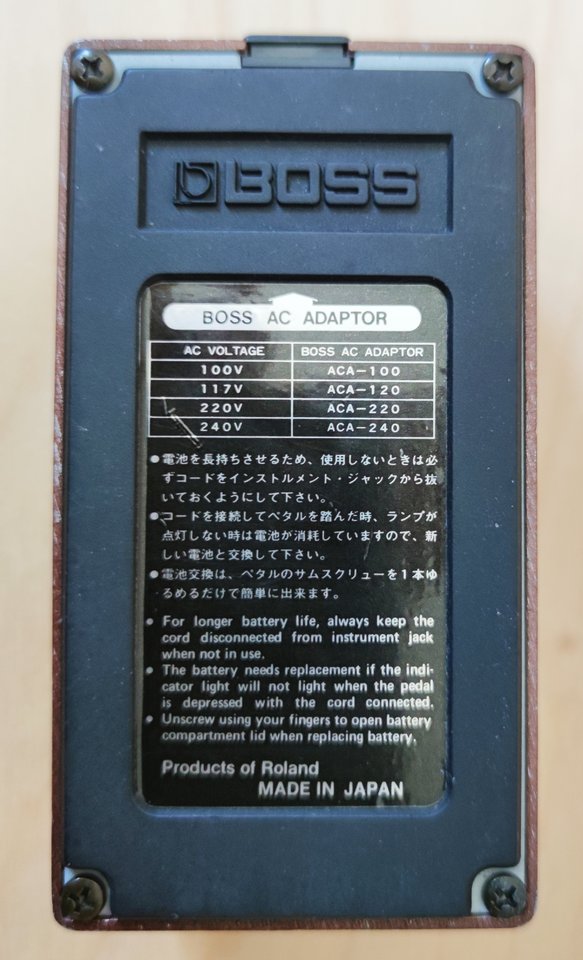 BOSS
BOSS AC ADAPTOR
AC VOLTAGE BOSS AC ADAPTOR
100V ACA-100
117V ACA-120
220V ACA-220
240V ACA-240
●電池を長持ちさせるため、使用しないときは必
ずコードをインストルメント・ジャックから抜
いておくようにして下さい。
●コードを接続してペタルを踏んだ時、ランプが
点灯しない時は電池が消耗していますので、新
しい電池と交換して下さい。
●電池交換は、ペタルのサムスクリューを1本ゆ
るめるだけで簡単に出来ます。
● For longer battery life, always keep the
cord disconnected from instrument jack
when not in use.
● The battery needs replacement if the indi-
cator light will not light when the pedal
is depressed with the cord connected.
● Unscrew using your fingers to open battery
compartment lid when replacing battery.
Products of Roland
MADE IN JAPAN